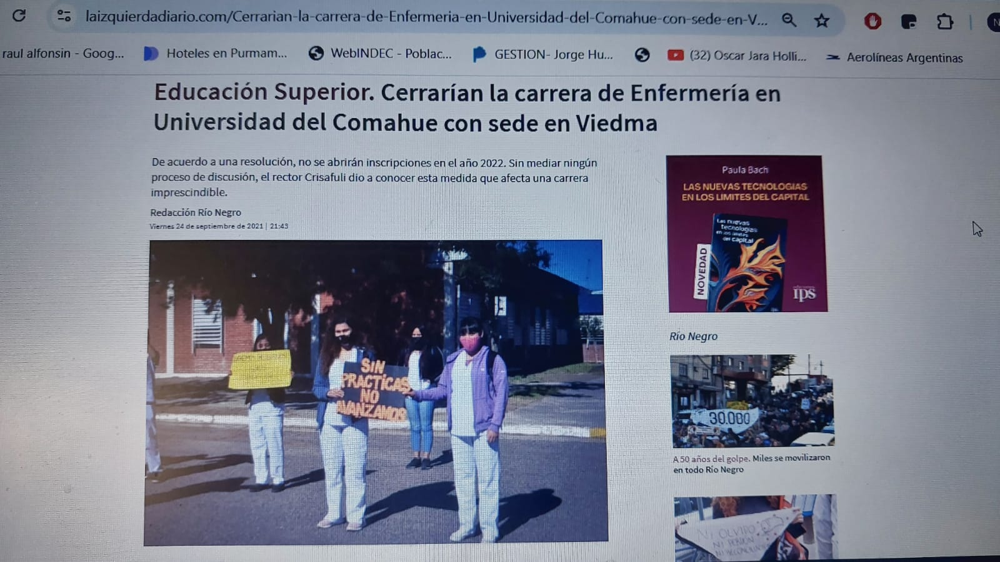 laizquierdadiario.com/Cerrarian-la-carrera-de-Enfermeria-en-Universidad-del-Comahue-con-sede-en-V...
N
raul alfonsin - Goog...
Hoteles en Purmam...
WebINDEC - Poblac...
GESTION- Jorge Hu...
(32) Oscar Jara Holli...
Aerolíneas Argentinas
Educación Superior. Cerrarían la carrera de Enfermería en
Universidad del Comahue con sede en Viedma
De acuerdo a una resolución, no se abrirán inscripciones en el año 2022. Sin mediar ningún
proceso de discusión, el rector Crisafuli dio a conocer esta medida que afecta una carrera
imprescindible.
Redacción Río Negro
Viernes 24 de septiembre de 2021 | 21:43
SIN
PRACTICAS
NO
AVANZAMOS
Paula Bach
LAS NUEVAS TECNOLOGIAS
EN LOS LIMITES DEL CAPITAL
Las nuevas
tecnologías
en los límites
del capital
NOVEDAD
ediciones
ips
Río Negro
30.000
A 50 años del golpe. Miles se movilizaron
en todo Río Negro
NI OLVIDO
NI PERDON